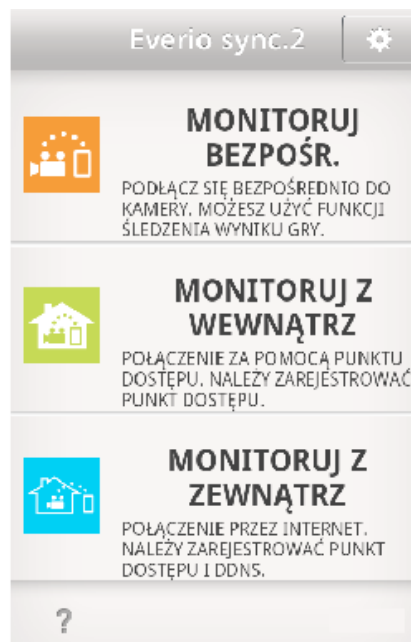 Everio sync.2
MONITORUJ
BEZPOŚR.
PODŁĄCZ SIĘ BEZPOŚREDNIO DO
KAMERY. MOŻESZ UŻYĆ FUNKCJI
ŚLEDZENIA WYNIKU GRY.
MONITORUJ Z
WEWNĄTRZ
POŁĄCZENIE ZA POMOCĄ PUNKTU
DOSTĘPU. NALEŻY ZAREJESTROWAĆ
PUNKT DOSTĘPU.
MONITORUJ Z
ZEWNĄTRZ
POŁĄCZENIE PRZEZ INTERNET.
NALEŻY ZAREJESTROWAĆ PUNKT
DOSTĘPU I DDNS.
?